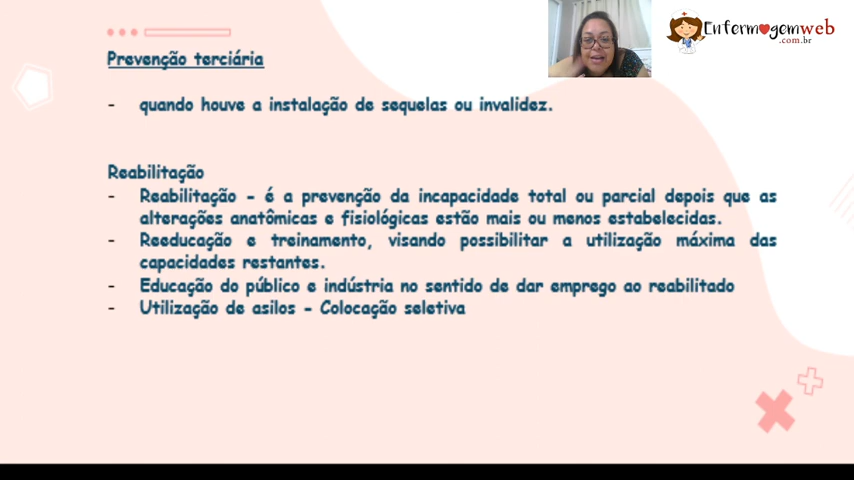 Enfermagemweb
.com.br
Prevenção terciária
- quando houve a instalação de sequelas ou invalidez.
Reabilitação
- Reabilitação - é a prevenção da incapacidade total ou parcial depois que as
alterações anatômicas e fisiológicas estão mais ou menos estabelecidas.
- Reeducação e treinamento, visando possibilitar a utilização máxima das
capacidades restantes.
- Educação do público e indústria no sentido de dar emprego ao reabilitado
- Utilização de asilos - Colocação seletiva